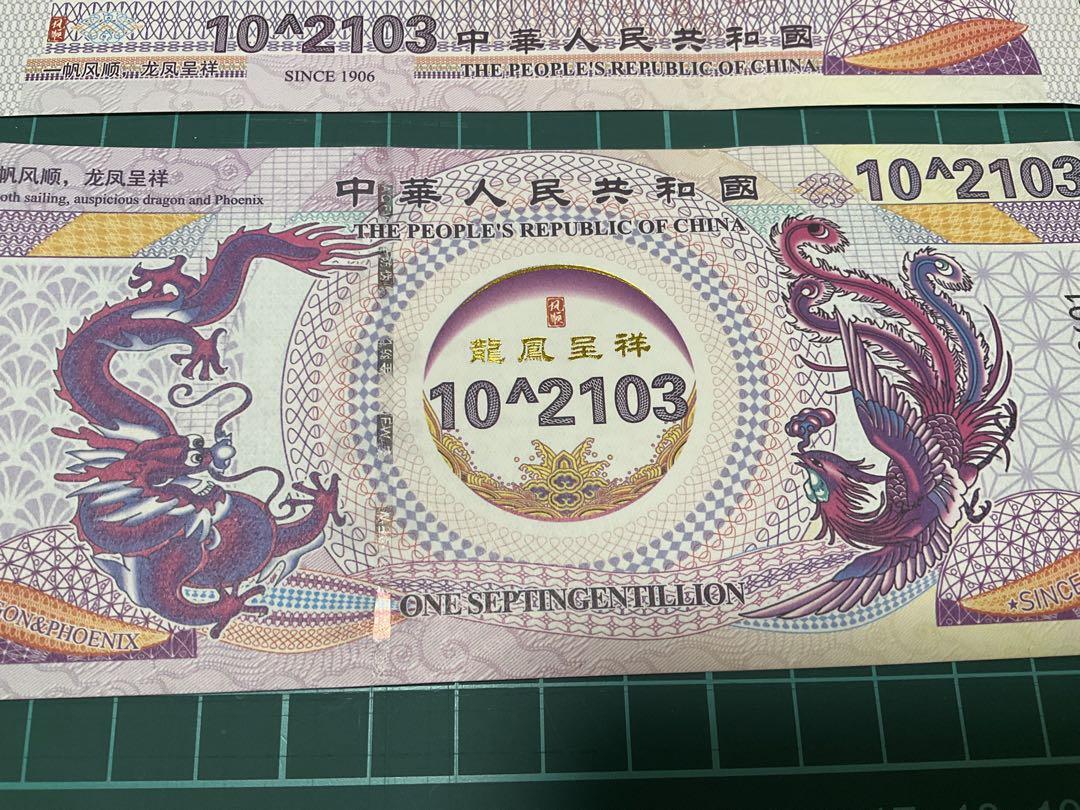 10^2103
中華人民共和國
一帆风顺，龙凤呈祥
SINCE 1906
THE PEOPLE'S REPUBLIC OF CHINA
帆风顺，龙凤呈祥
oth sailing, auspicious dragon and Phoenix
中華人民共和國
10^2103
THE PEOPLE'S REPUBLIC OF CHINA
龍鳳呈祥
10^2103
ONE SEPTINGENTILLION
GON&PHOENIX
★SINCE